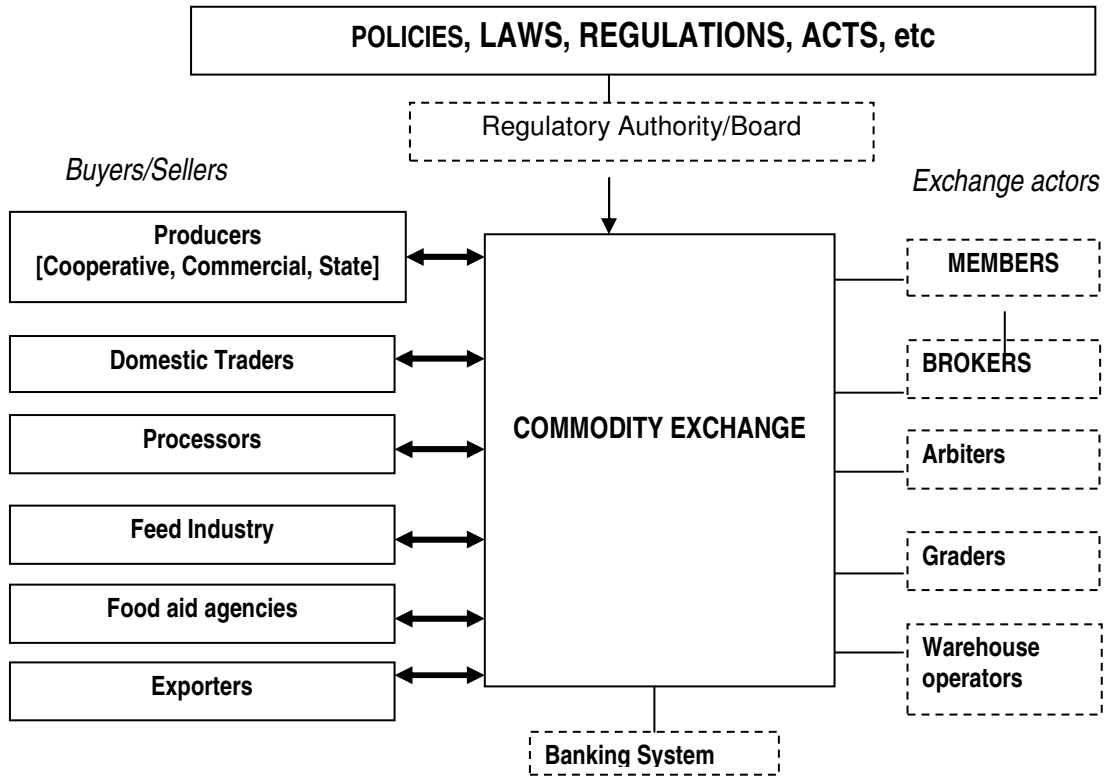 POLICIES, LAWS, REGULATIONS, ACTS, etc
Regulatory Authority/Board
Buyers/Sellers
Exchange actors
Producers
[Cooperative, Commercial, State]
Domestic Traders
Processors
Feed Industry
Food aid agencies
Exporters
COMMODITY EXCHANGE
MEMBERS
BROKERS
Arbiters
Graders
Warehouse
operators
Banking System